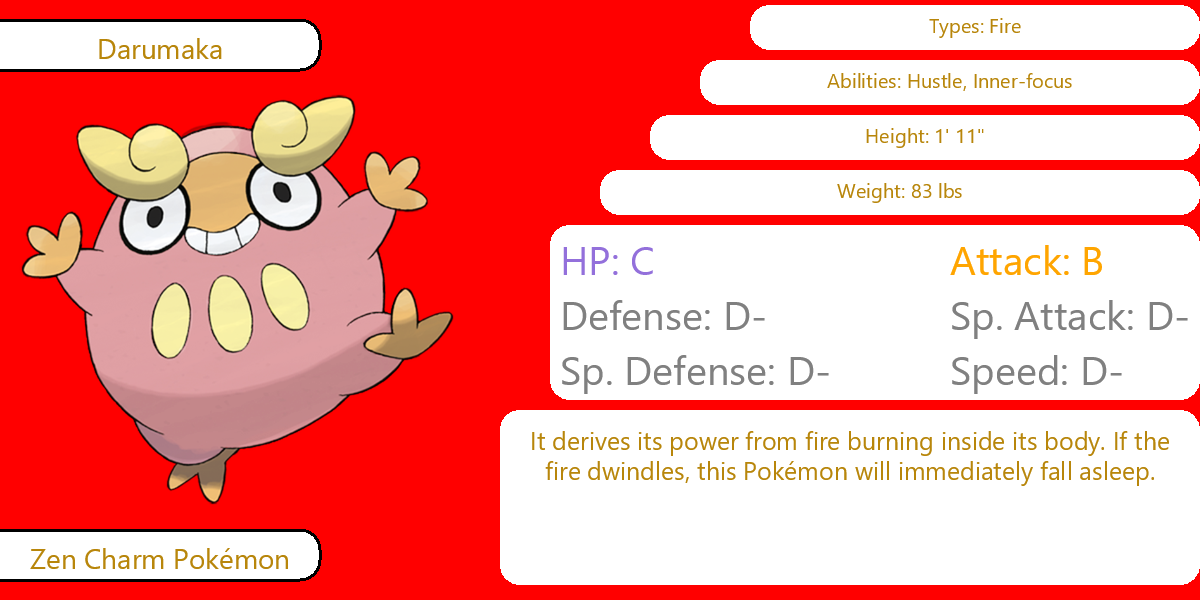 Darumaka
Types: Fire
Abilities: Hustle, Inner-focus
Height: 1' 11"
Weight: 83 lbs
HP: C
Attack: B
Defense: D-
Sp. Attack: D-
Sp. Defense: D-
Speed: D-
It derives its power from fire burning inside its body. If the
fire dwindles, this Pokémon will immediately fall asleep.
Zen Charm Pokémon